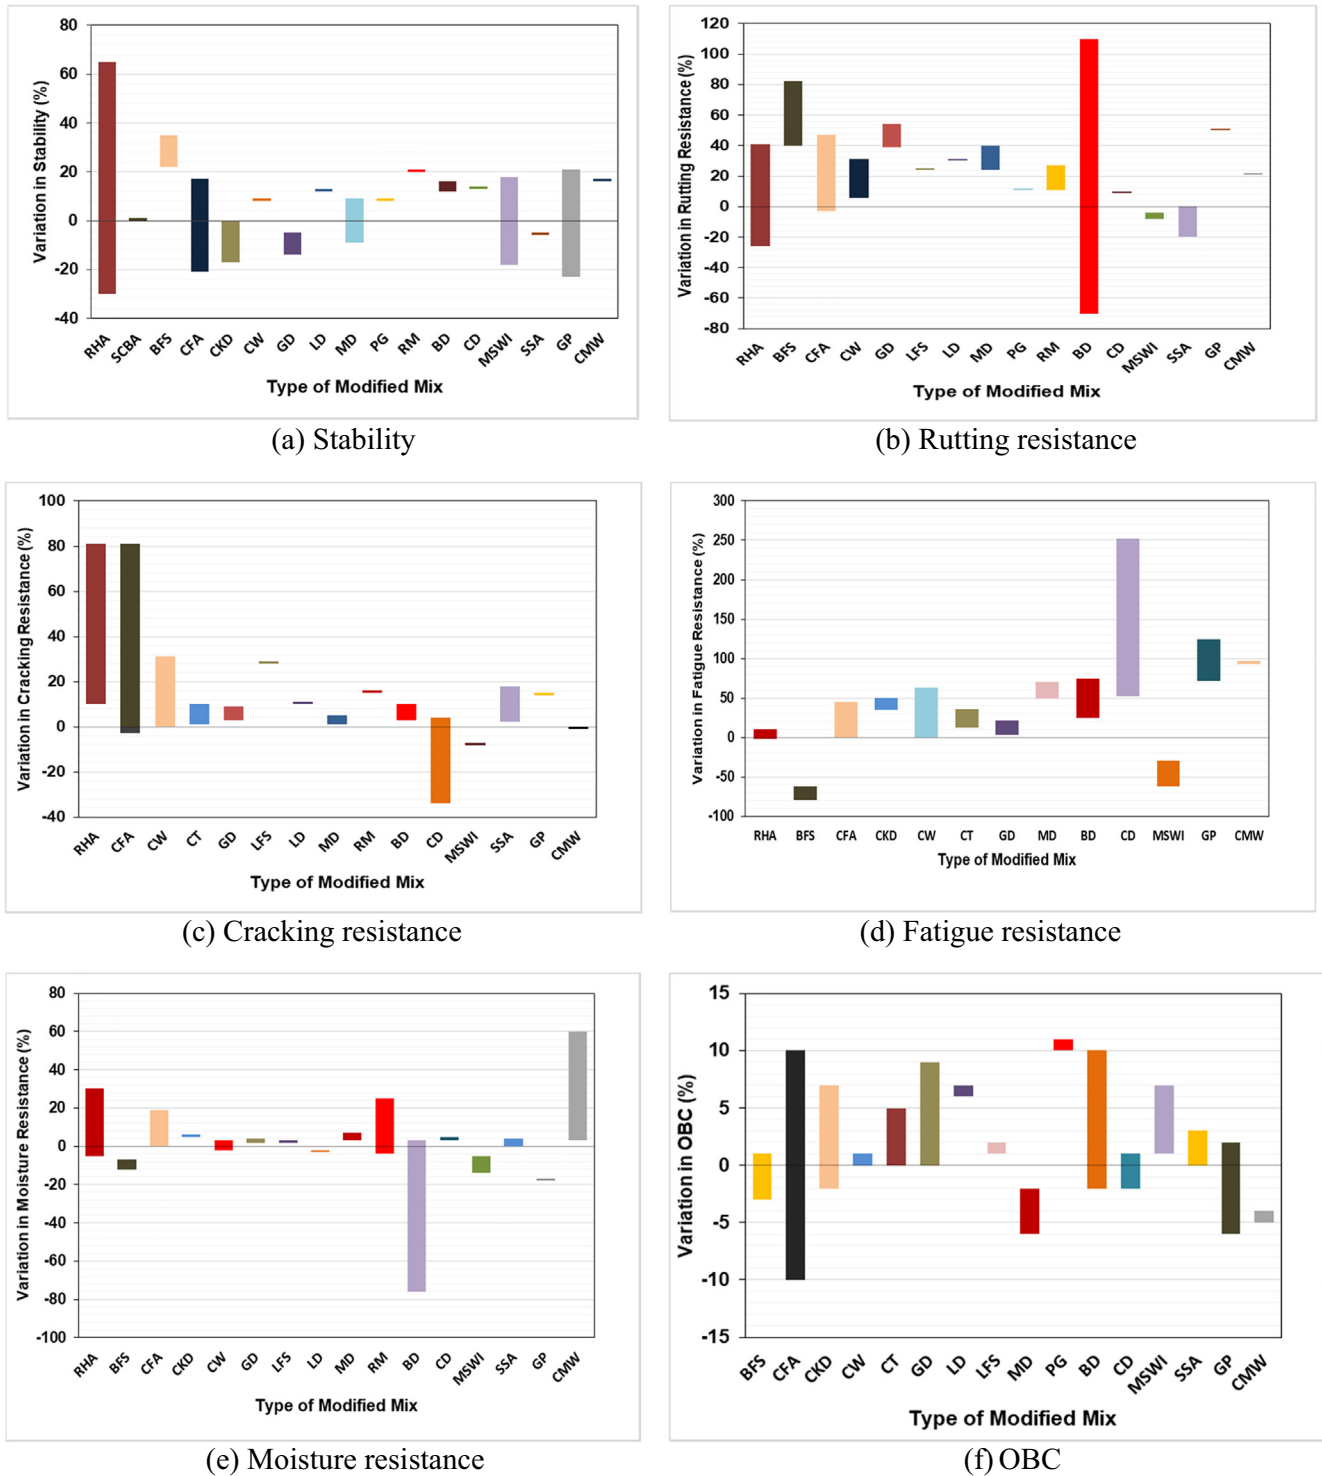 80
60
40
20
0
-20
-40
Variation in Stability (%)
RHA SCBA BFS CFA CKD CW GD LD MD PG RM BD CD MSWI SSA GP CMW
Type of Modified Mix
(a) Stability
120
100
80
60
40
20
0
-20
-40
-60
-80
Variation in Rutting Resistance (%)
RHA BFS CFA CW GD LFS LD MD PG RM BD CD MSWI SSA GP CMW
Type of Modified Mix
(b) Rutting resistance
100
80
60
40
20
0
-20
-40
Variation in Cracking Resistance (%)
RHA CFA CW CT GD LFS LD MD RM BD CD MSWI SSA GP CMW
Type of Modified Mix
(c) Cracking resistance
300
250
200
150
100
50
0
-50
-100
Variation in Fatigue Resistance (%)
RHA BFS CFA CKD CW CT GD MD BD CD MSWI GP CMW
Type of Modified Mix
(d) Fatigue resistance
80
60
40
20
0
-20
-40
-60
-80
-100
Variation in Moisture Resistance (%)
RHA BFS CFA CKD CW GD LFS LD MD RM BD CD MSWI SSA GP CMW
Type of Modified Mix
(e) Moisture resistance
15
10
5
0
-5
-10
-15
Variation in OBC (%)
BFS CFA CKD CW CT GD LD LFS MD PG BD CD MSWI SSA GP CMW
Type of Modified Mix
(f) OBC